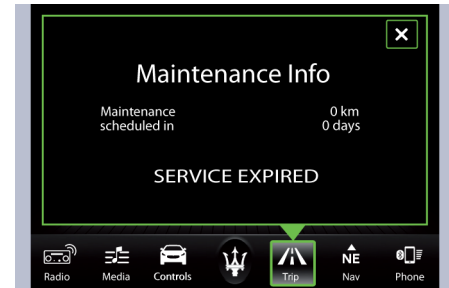 Maintenance Info
Maintenance 0 km
scheduled in 0 days
SERVICE EXPIRED
NE
Radio Media Controls Trip Nav Phone